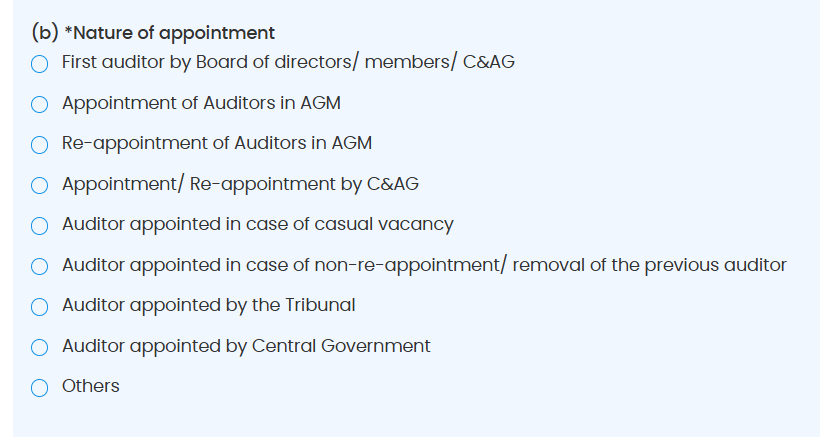 (b) *Nature of appointment
First auditor by Board of directors/ members/ C&AG
Appointment of Auditors in AGM
Re-appointment of Auditors in AGM
Appointment/ Re-appointment by C&AG
Auditor appointed in case of casual vacancy
Auditor appointed in case of non-re-appointment/ removal of the previous auditor
Auditor appointed by the Tribunal
Auditor appointed by Central Government
Others